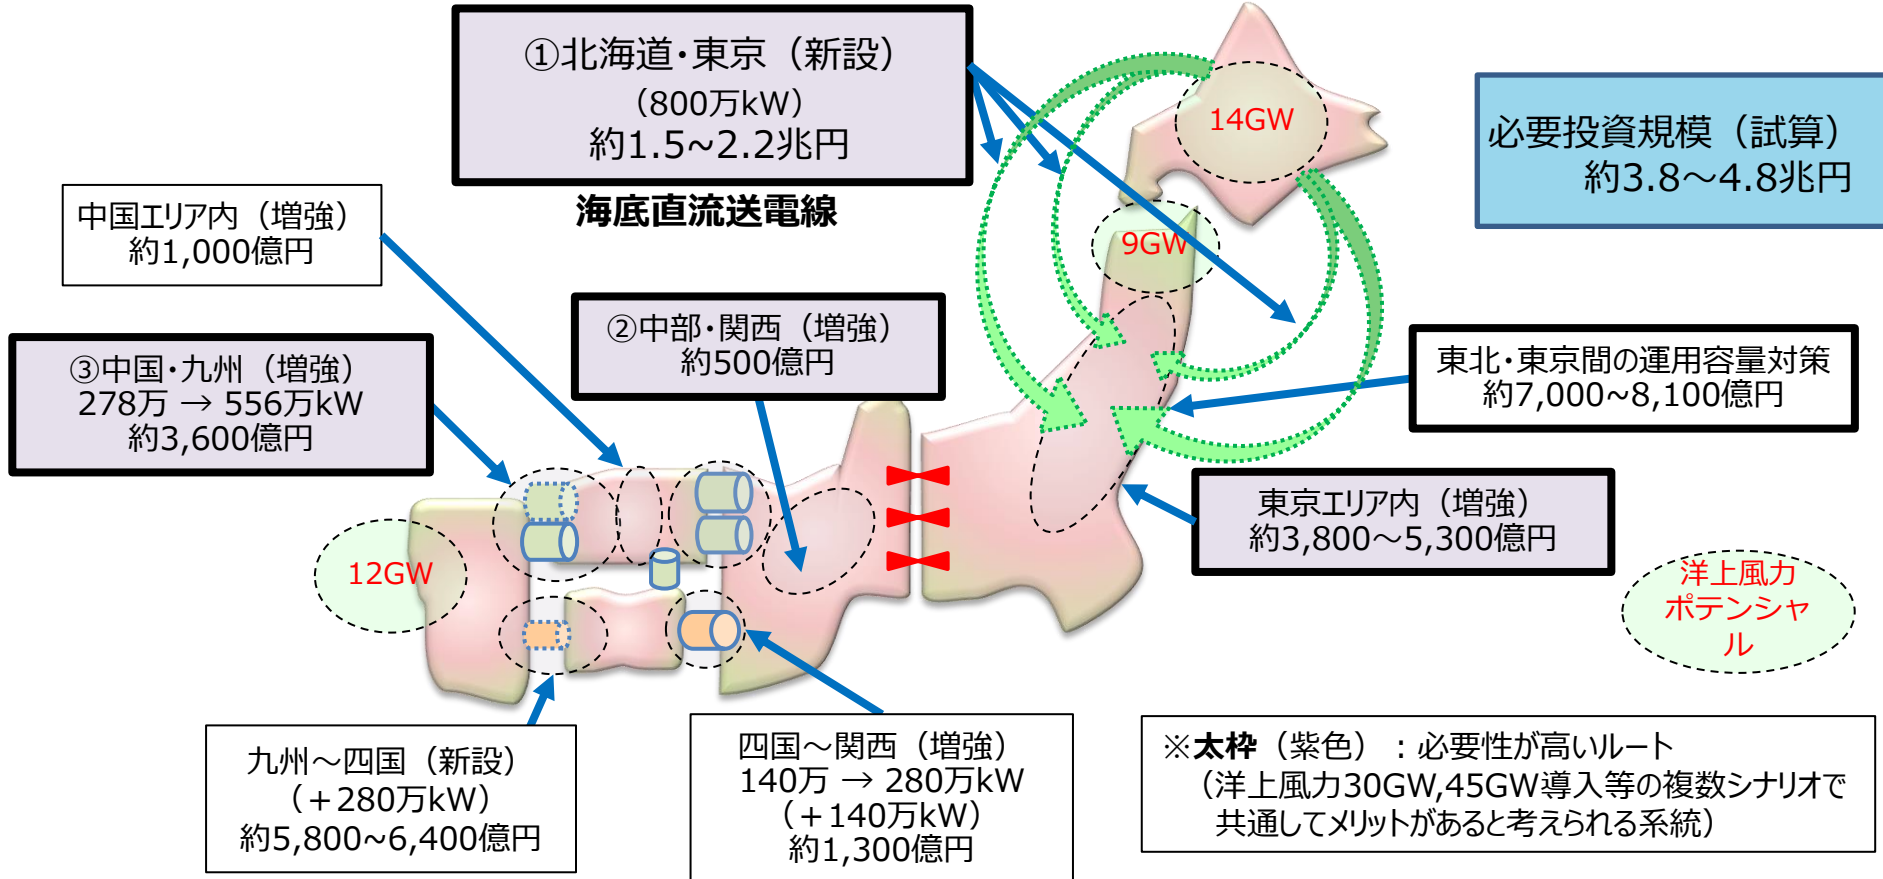 ①北海道・東京（新設）
（800万kW）
約1.5~2.2兆円
海底直流送電線
14GW
必要投資規模（試算）
約3.8～4.8兆円
中国エリア内（増強）
約1,000億円
9GW
②中部・関西（増強）
約500億円
③中国・九州（増強）
278万 → 556万kW
約3,600億円
東北・東京間の運用容量対策
約7,000~8,100億円
東京エリア内（増強）
約3,800～5,300億円
12GW
洋上風力
ポテンシャ
ル
九州～四国（新設）
（＋280万kW）
約5,800~6,400億円
四国～関西（増強）
140万 → 280万kW
（＋140万kW）
約1,300億円
※太枠（紫色）：必要性が高いルート
（洋上風力30GW,45GW導入等の複数シナリオで
共通してメリットがあると考えられる系統）